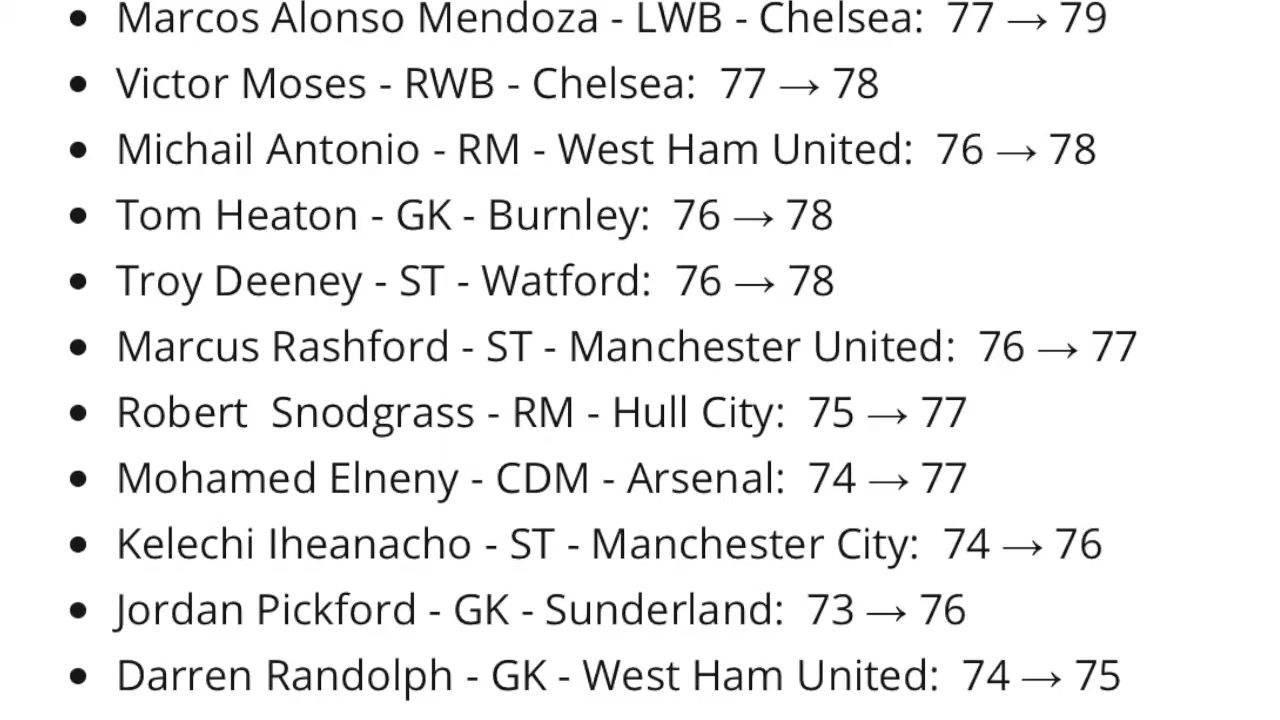 • Marcos Alonso Mendoza - LWB - Chelsea:  77 → 79
• Victor Moses - RWB - Chelsea:  77 → 78
• Michail Antonio - RM - West Ham United:  76 → 78
• Tom Heaton - GK - Burnley:  76 → 78
• Troy Deeney - ST - Watford:  76 → 78
• Marcus Rashford - ST - Manchester United:  76 → 77
• Robert  Snodgrass - RM - Hull City:  75 → 77
• Mohamed Elneny - CDM - Arsenal:  74 → 77
• Kelechi Iheanacho - ST - Manchester City:  74 → 76
• Jordan Pickford - GK - Sunderland:  73 → 76
• Darren Randolph - GK - West Ham United:  74 → 75